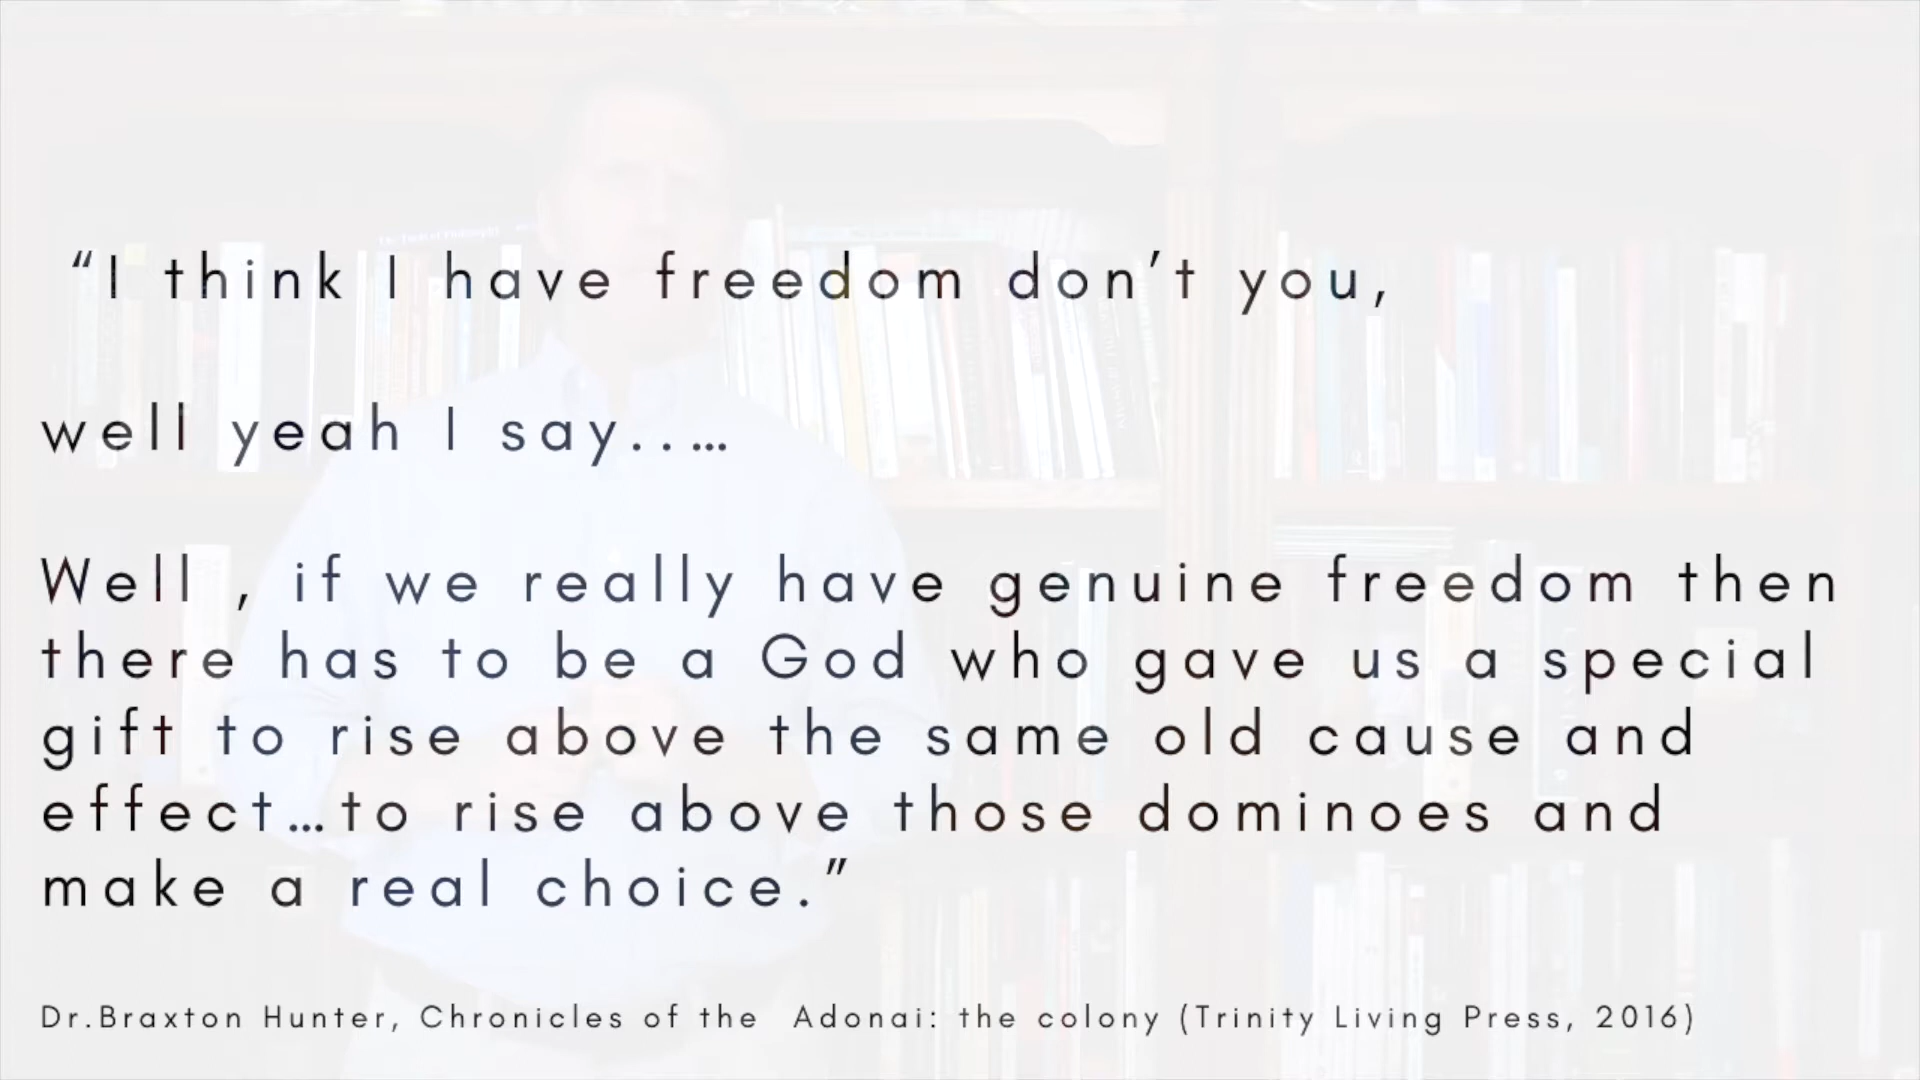 “I think I have freedom don’t you,
well yeah I say..…
Well , if we really have genuine freedom then
there has to be a God who gave us a special
gift to rise above the same old cause and
effect…to rise above those dominoes and
make a real choice.”
Dr.Braxton Hunter, Chronicles of the Adonai: the colony (Trinity Living Press, 2016)